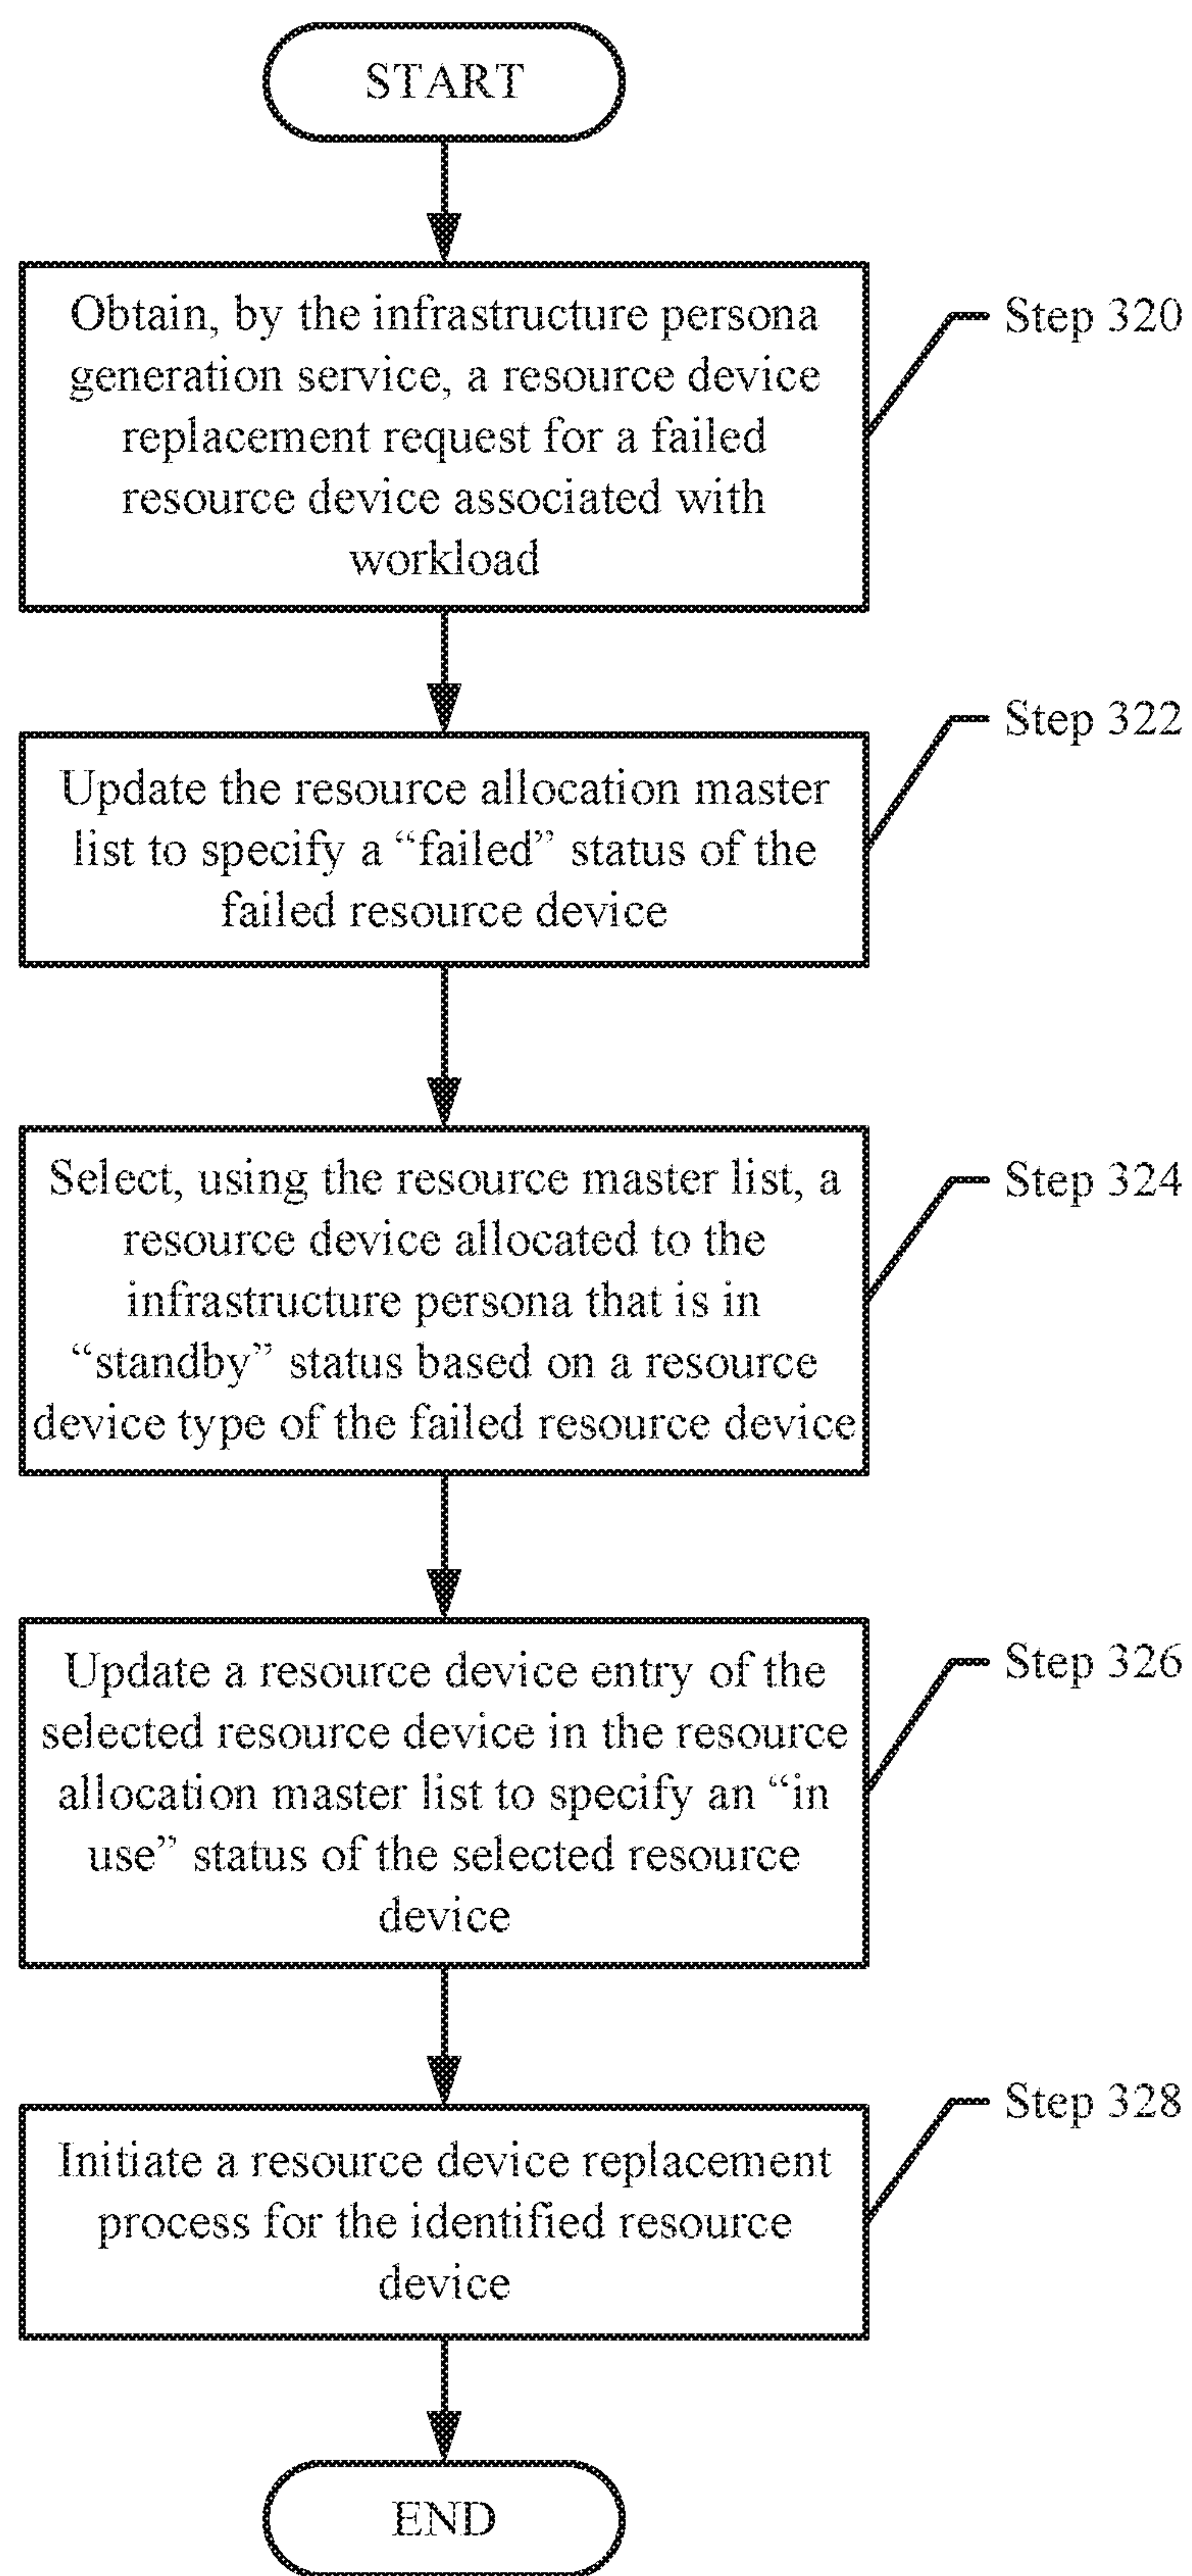 START
Obtain, by the infrastructure persona
generation service, a resource device
replacement request for a failed
resource device associated with
workload
Step 320
Update the resource allocation master
list to specify a “failed” status of the
failed resource device
Step 322
Select, using the resource master list, a
resource device allocated to the
infrastructure persona that is in
“standby” status based on a resource
device type of the failed resource device
Step 324
Update a resource device entry of the
selected resource device in the resource
allocation master list to specify an “in
use” status of the selected resource
device
Step 326
Initiate a resource device replacement
process for the identified resource
device
Step 328
END